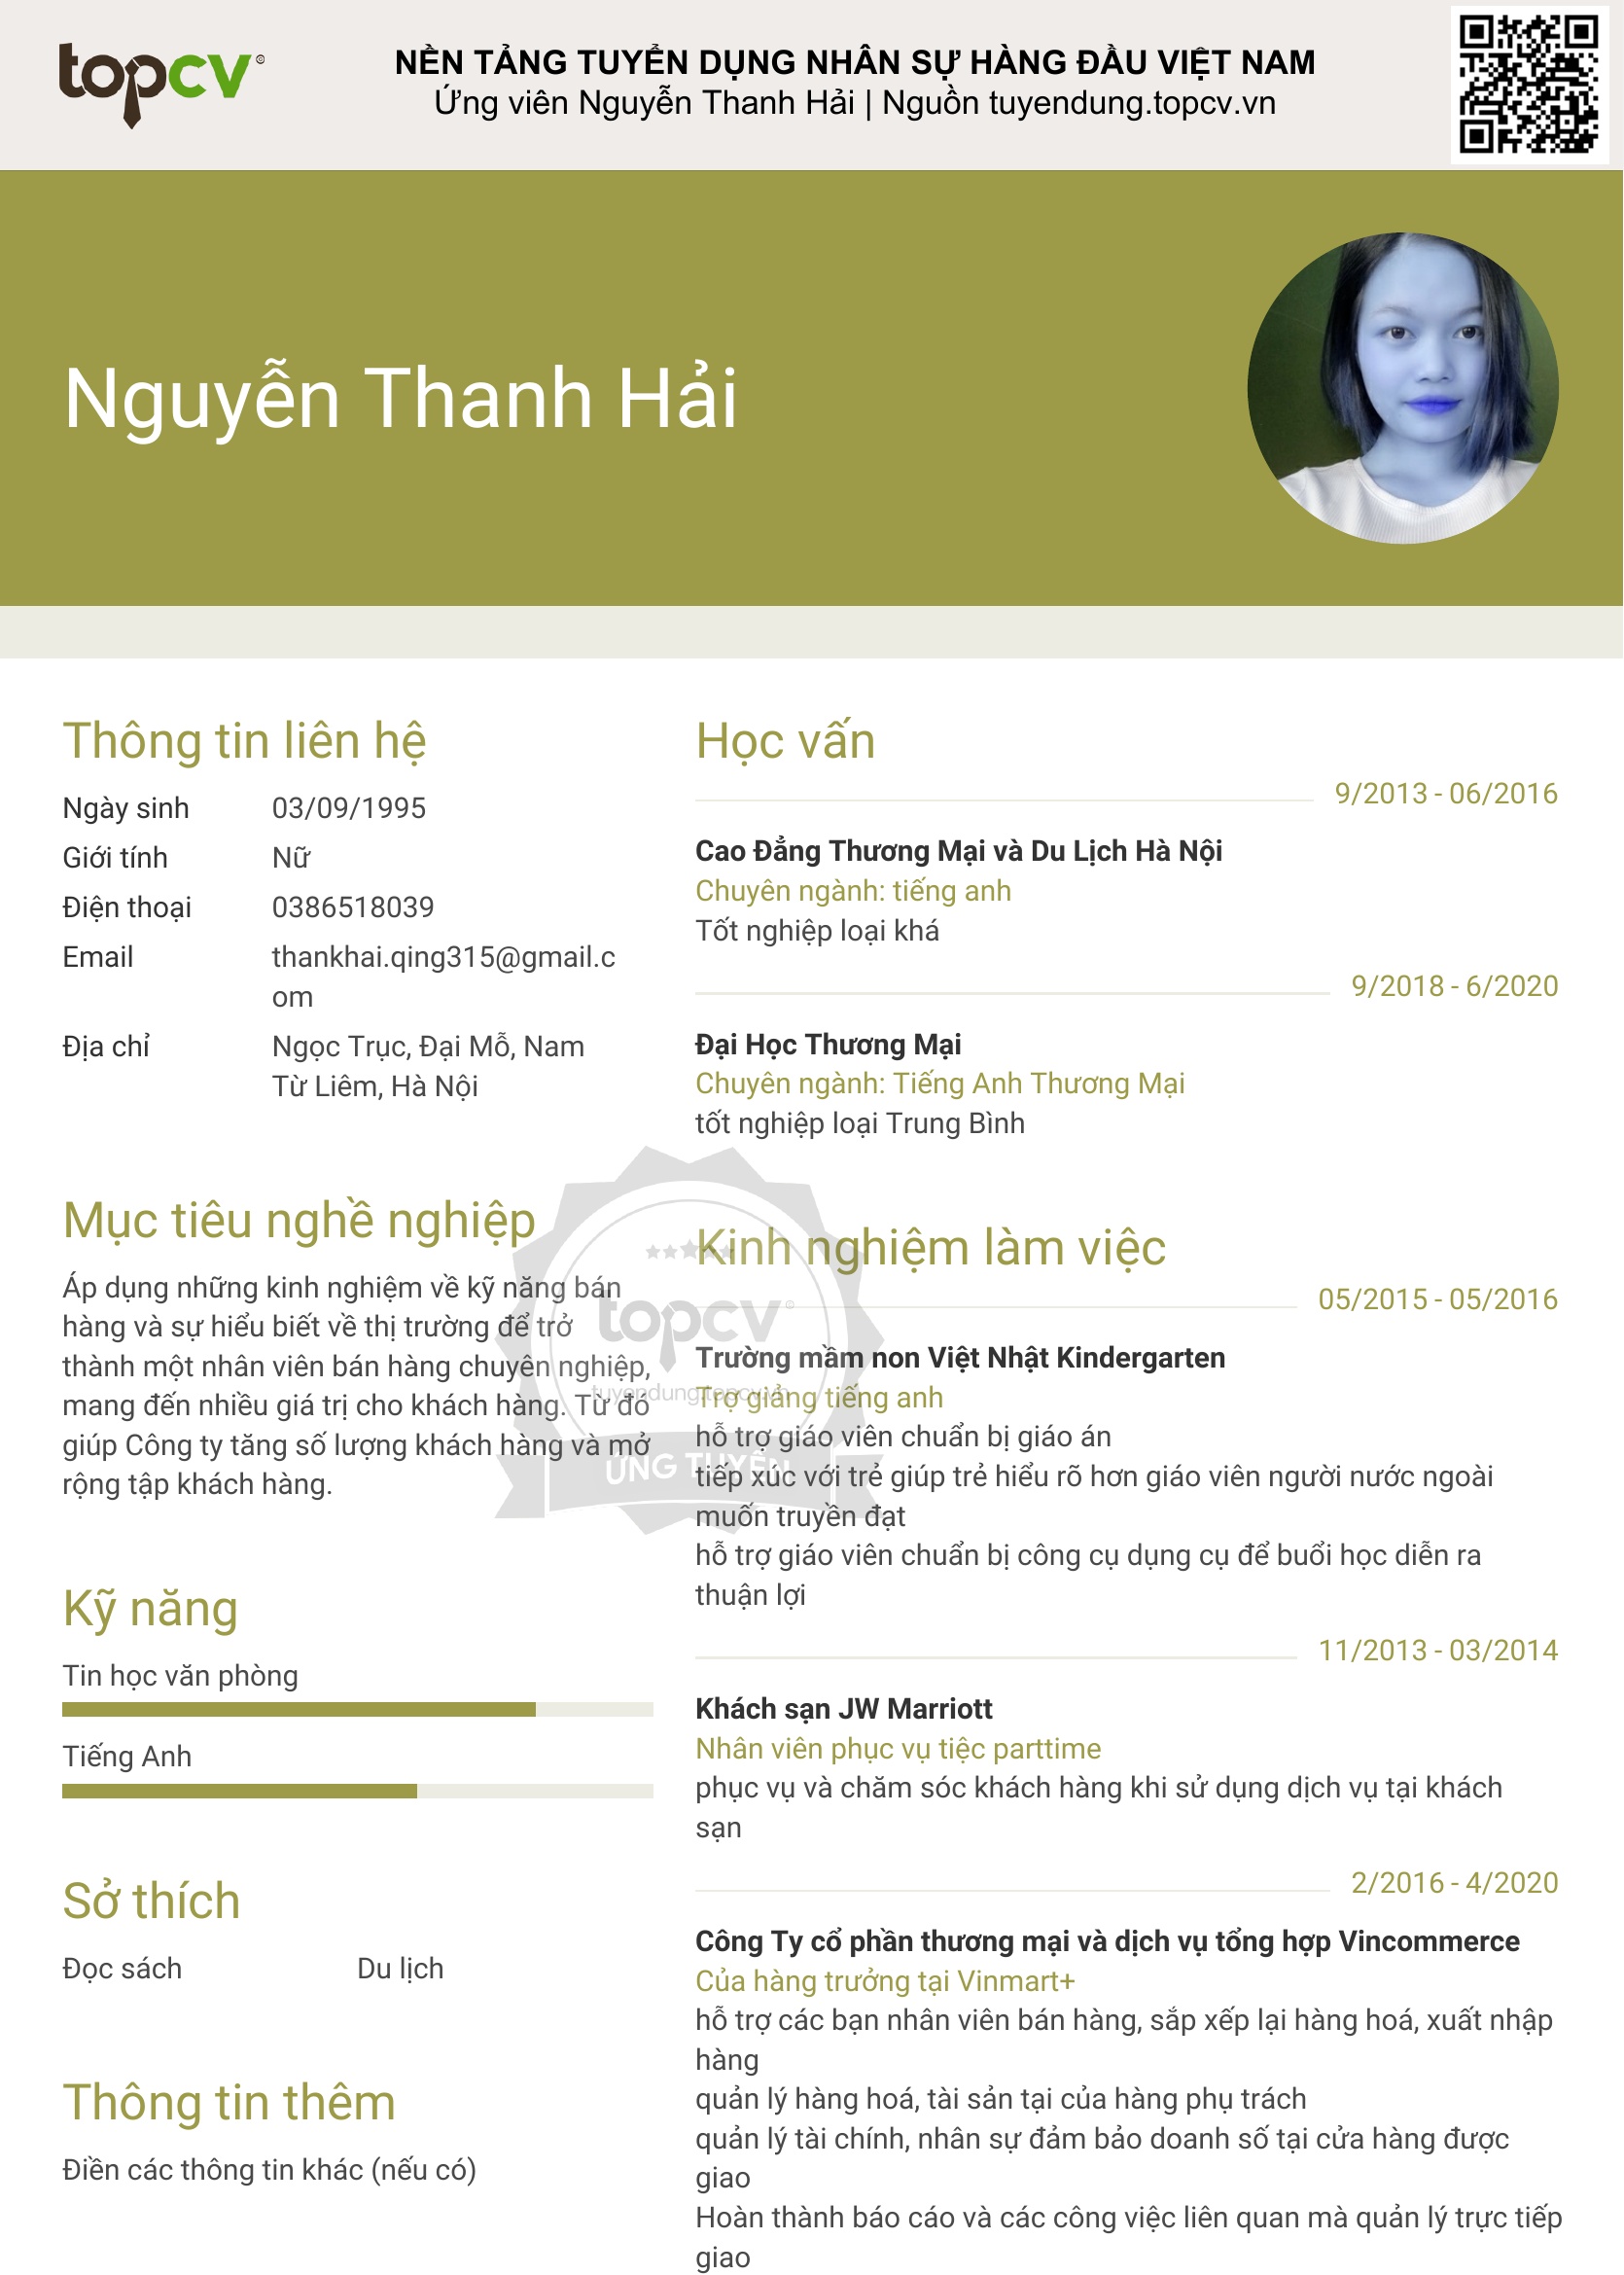 topcv
NỀN TẢNG TUYỂN DỤNG NHÂN SỰ HÀNG ĐẦU VIỆT NAM
Ứng viên Nguyễn Thanh Hải | Nguồn tuyendung.topcv.vn
Nguyễn Thanh Hải
Thông tin liên hệ
Ngày sinh 03/09/1995
Giới tính Nữ
Điện thoại 0386518039
Email thankhai.qing315@gmail.c
om
Địa chỉ Ngọc Trục, Đại Mỗ, Nam
Từ Liêm, Hà Nội
Mục tiêu nghề nghiệp
Áp dụng những kinh nghiệm về kỹ năng bán
hàng và sự hiểu biết về thị trường để trở
thành một nhân viên bán hàng chuyên nghiệp,
mang đến nhiều giá trị cho khách hàng. Từ đó
giúp Công ty tăng số lượng khách hàng và mở
rộng tập khách hàng.
Kỹ năng
Tin học văn phòng
Tiếng Anh
Sở thích
Đọc sách Du lịch
Thông tin thêm
Điền các thông tin khác (nếu có)
Học vấn
9/2013 - 06/2016
Cao Đẳng Thương Mại và Du Lịch Hà Nội
Chuyên ngành: tiếng anh
Tốt nghiệp loại khá
9/2018 - 6/2020
Đại Học Thương Mại
Chuyên ngành: Tiếng Anh Thương Mại
tốt nghiệp loại Trung Bình
Kinh nghiệm làm việc
05/2015 - 05/2016
Trường mầm non Việt Nhật Kindergarten
Trợ giảng tiếng anh
hỗ trợ giáo viên chuẩn bị giáo án
tiếp xúc với trẻ giúp trẻ hiểu rõ hơn giáo viên người nước ngoài
muốn truyền đạt
hỗ trợ giáo viên chuẩn bị công cụ dụng cụ để buổi học diễn ra
thuận lợi
11/2013 - 03/2014
Khách sạn JW Marriott
Nhân viên phục vụ tiệc parttime
phục vụ và chăm sóc khách hàng khi sử dụng dịch vụ tại khách
sạn
2/2016 - 4/2020
Công Ty cổ phần thương mại và dịch vụ tổng hợp Vincommerce
Của hàng trưởng tại Vinmart+
hỗ trợ các bạn nhân viên bán hàng, sắp xếp lại hàng hoá, xuất nhập
hàng
quản lý hàng hoá, tài sản tại của hàng phụ trách
quản lý tài chính, nhân sự đảm bảo doanh số tại cửa hàng được
giao
Hoàn thành báo cáo và các công việc liên quan mà quản lý trực tiếp
giao
topcv
tuyendung.topcv.vn
ỨNG TUYỂN